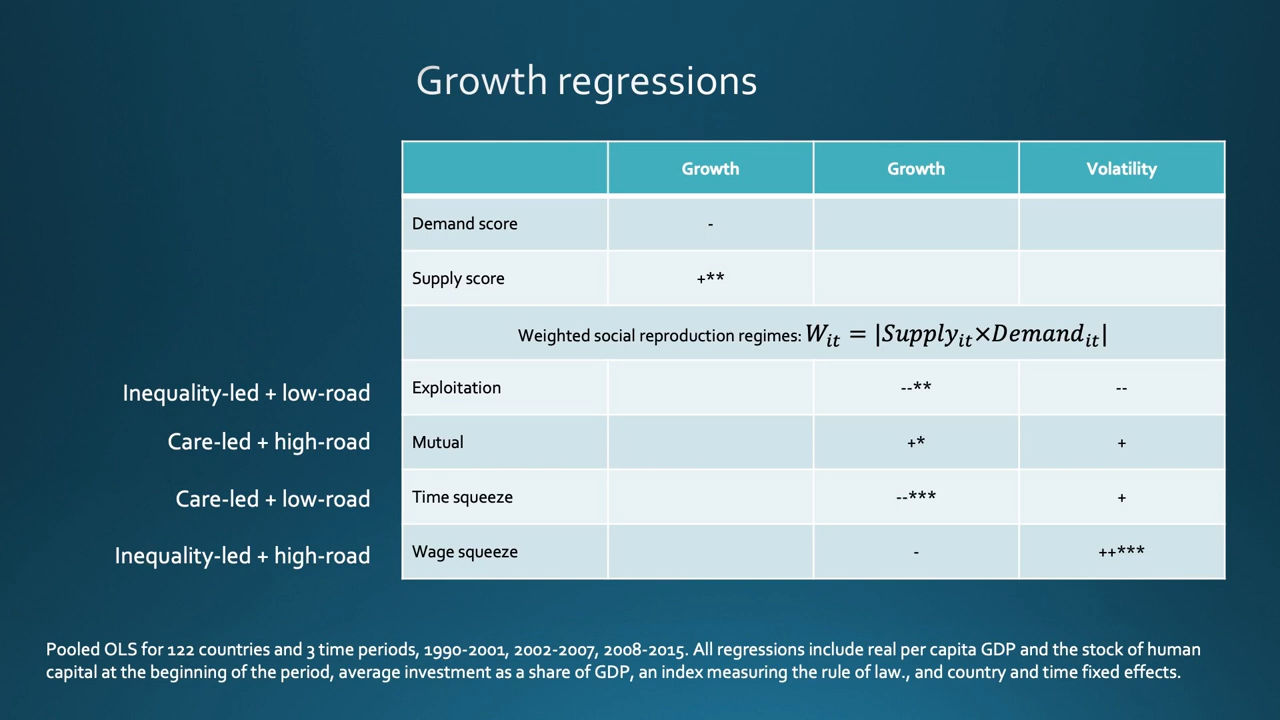 Growth regressions
Growth Growth Volatility
Demand score -
Supply score +**
Weighted social reproduction regimes: W_it = |Supply_it×Demand_it|
Inequality-led + low-road Exploitation --** --
Care-led + high-road Mutual +* +
Care-led + low-road Time squeeze --*** +
Inequality-led + high-road Wage squeeze - ++***
Pooled OLS for 122 countries and 3 time periods, 1990-2001, 2002-2007, 2008-2015. All regressions include real per capita GDP and the stock of human
capital at the beginning of the period, average investment as a share of GDP, an index measuring the rule of law., and country and time fixed effects.